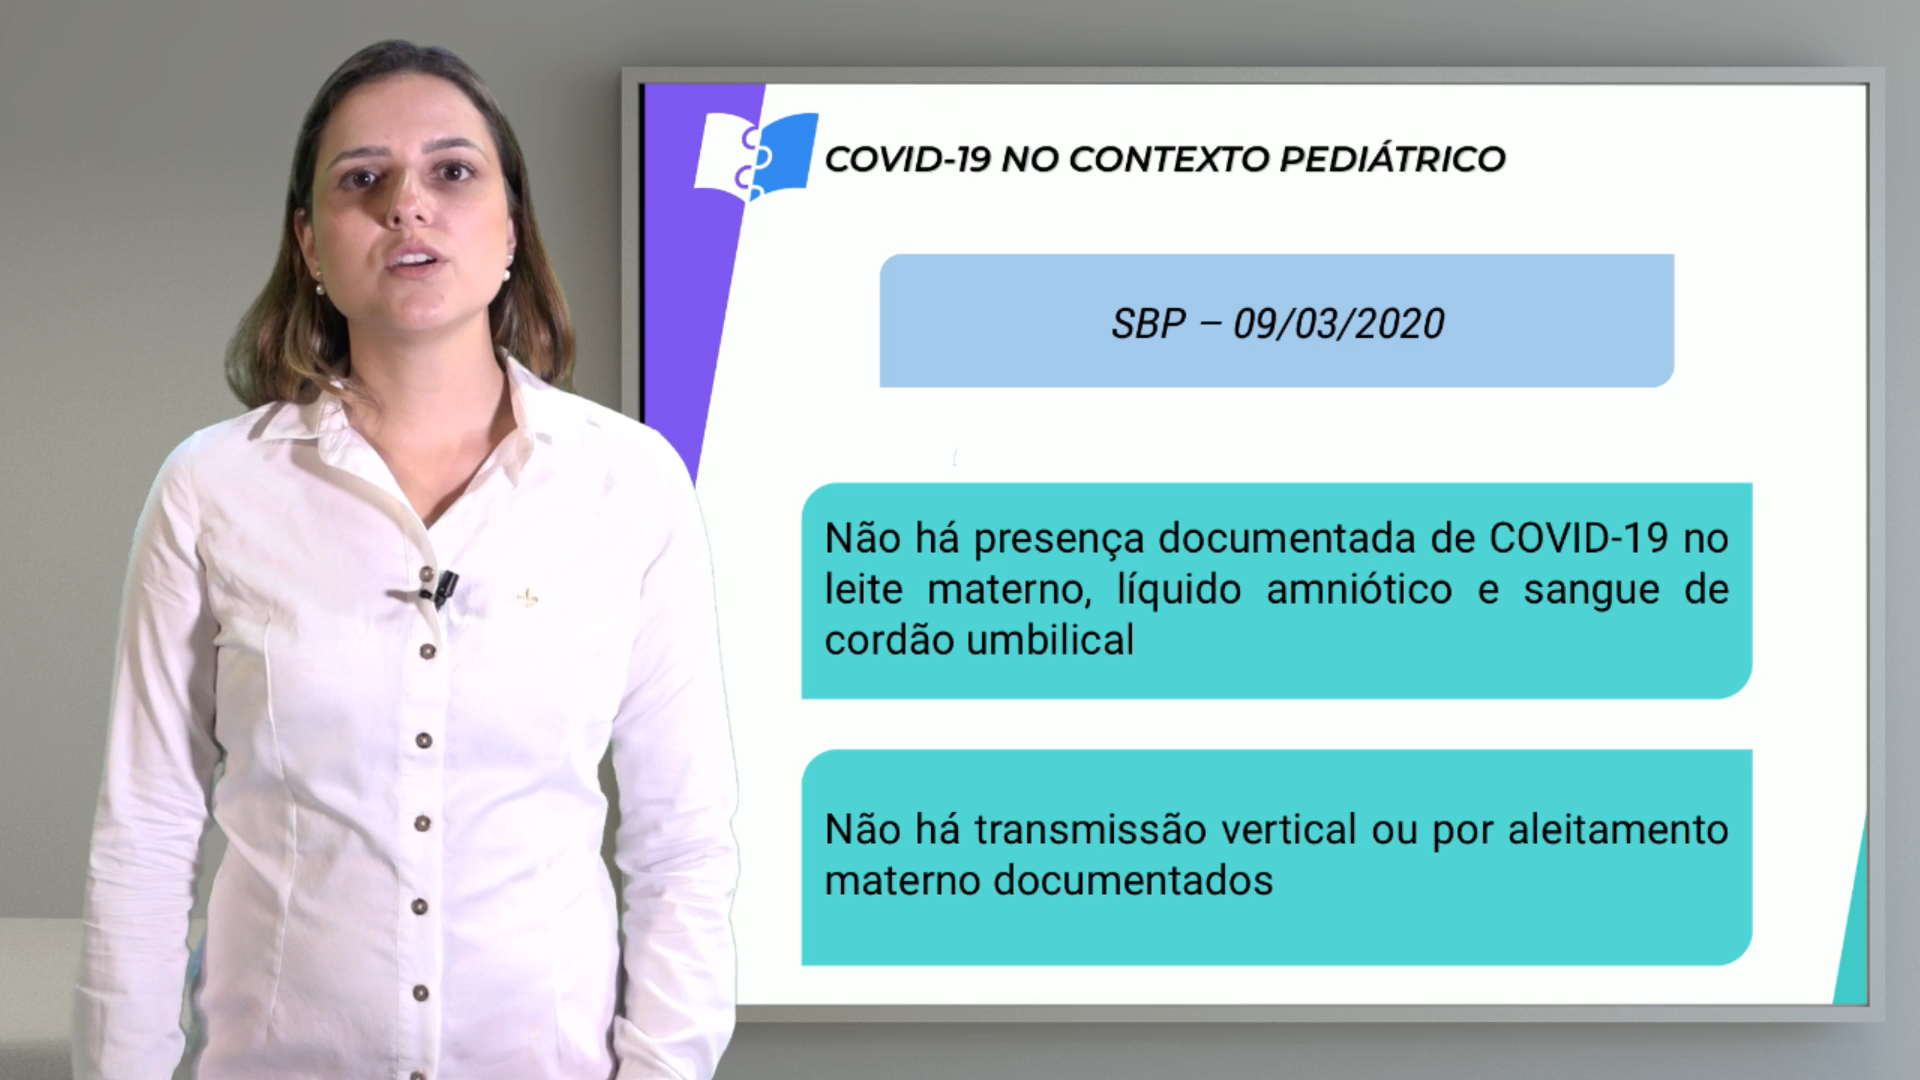 COVID-19 NO CONTEXTO PEDIÁTRICO
SBP – 09/03/2020
Não há presença documentada de COVID-19 no
leite materno, líquido amniótico e sangue de
cordão umbilical
Não há transmissão vertical ou por aleitamento
materno documentados